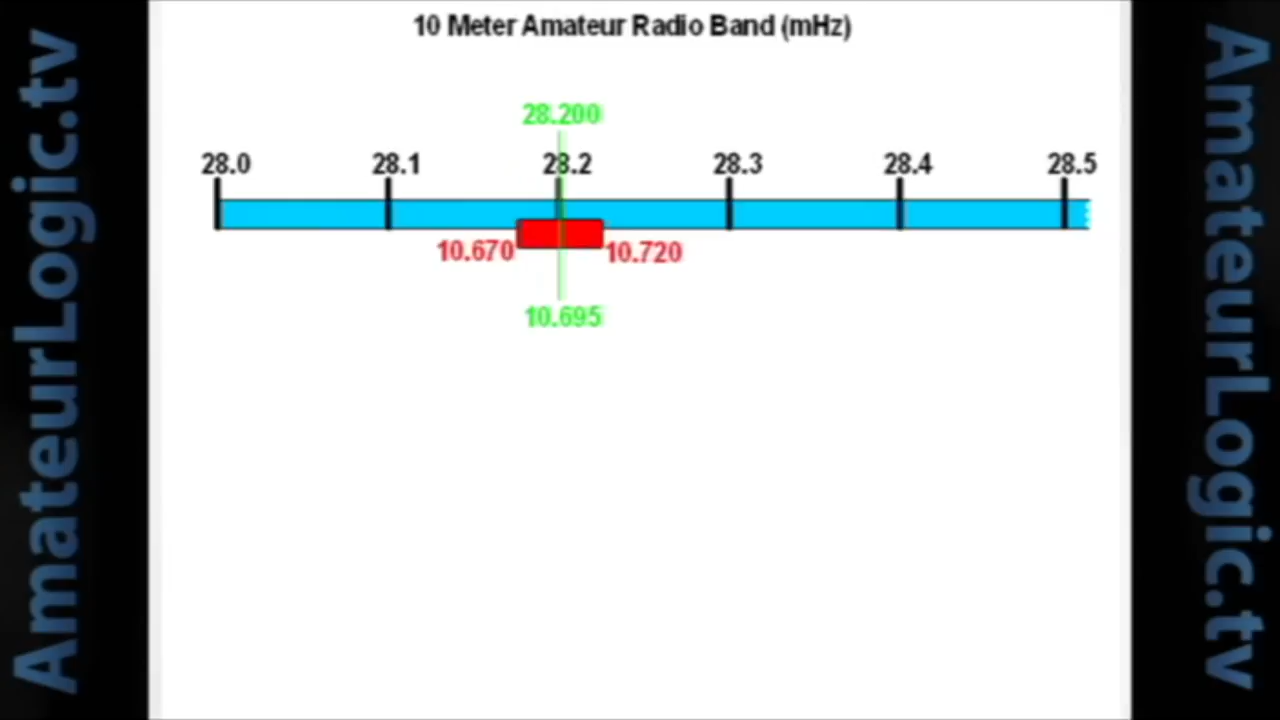 10 Meter Amateur Radio Band (mHz)
28.200
28.0 28.1 28.2 28.3 28.4 28.5
10.670 10.720
10.695
AmateurLogic.tv
AmateurLogic.tv